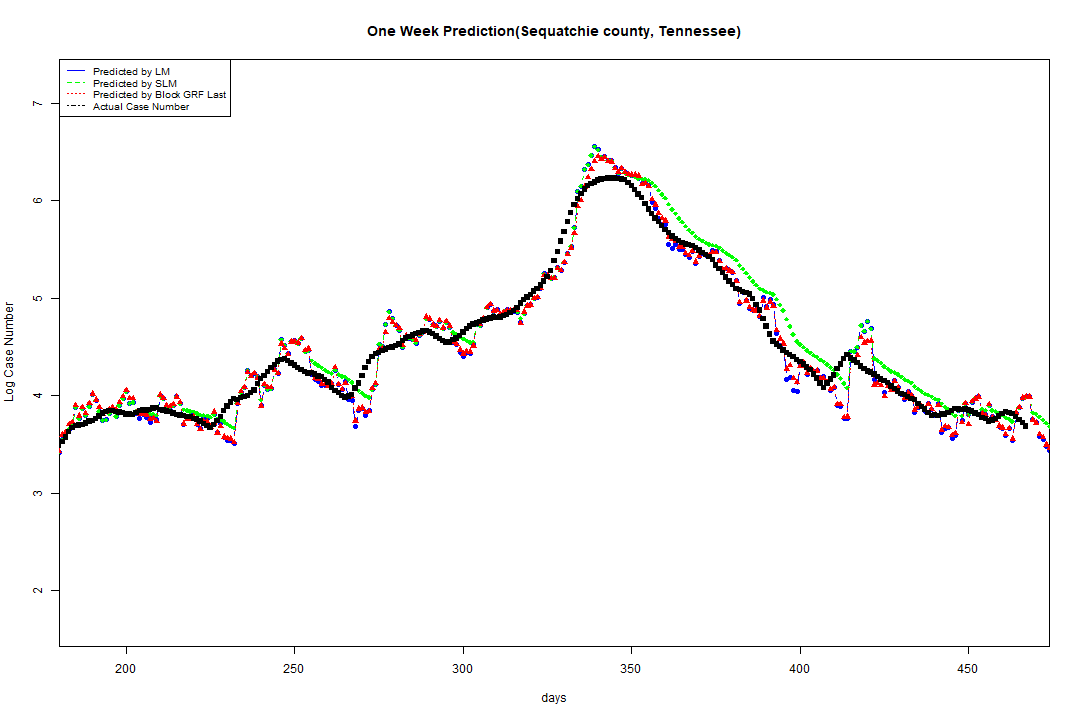 One Week Prediction(Sequatchie county, Tennessee)
Predicted by LM
Predicted by SLM
Predicted by Block GRF Last
Actual Case Number
7
6
5
4
3
2
Log Case Number
200 250 300 350 400 450
days